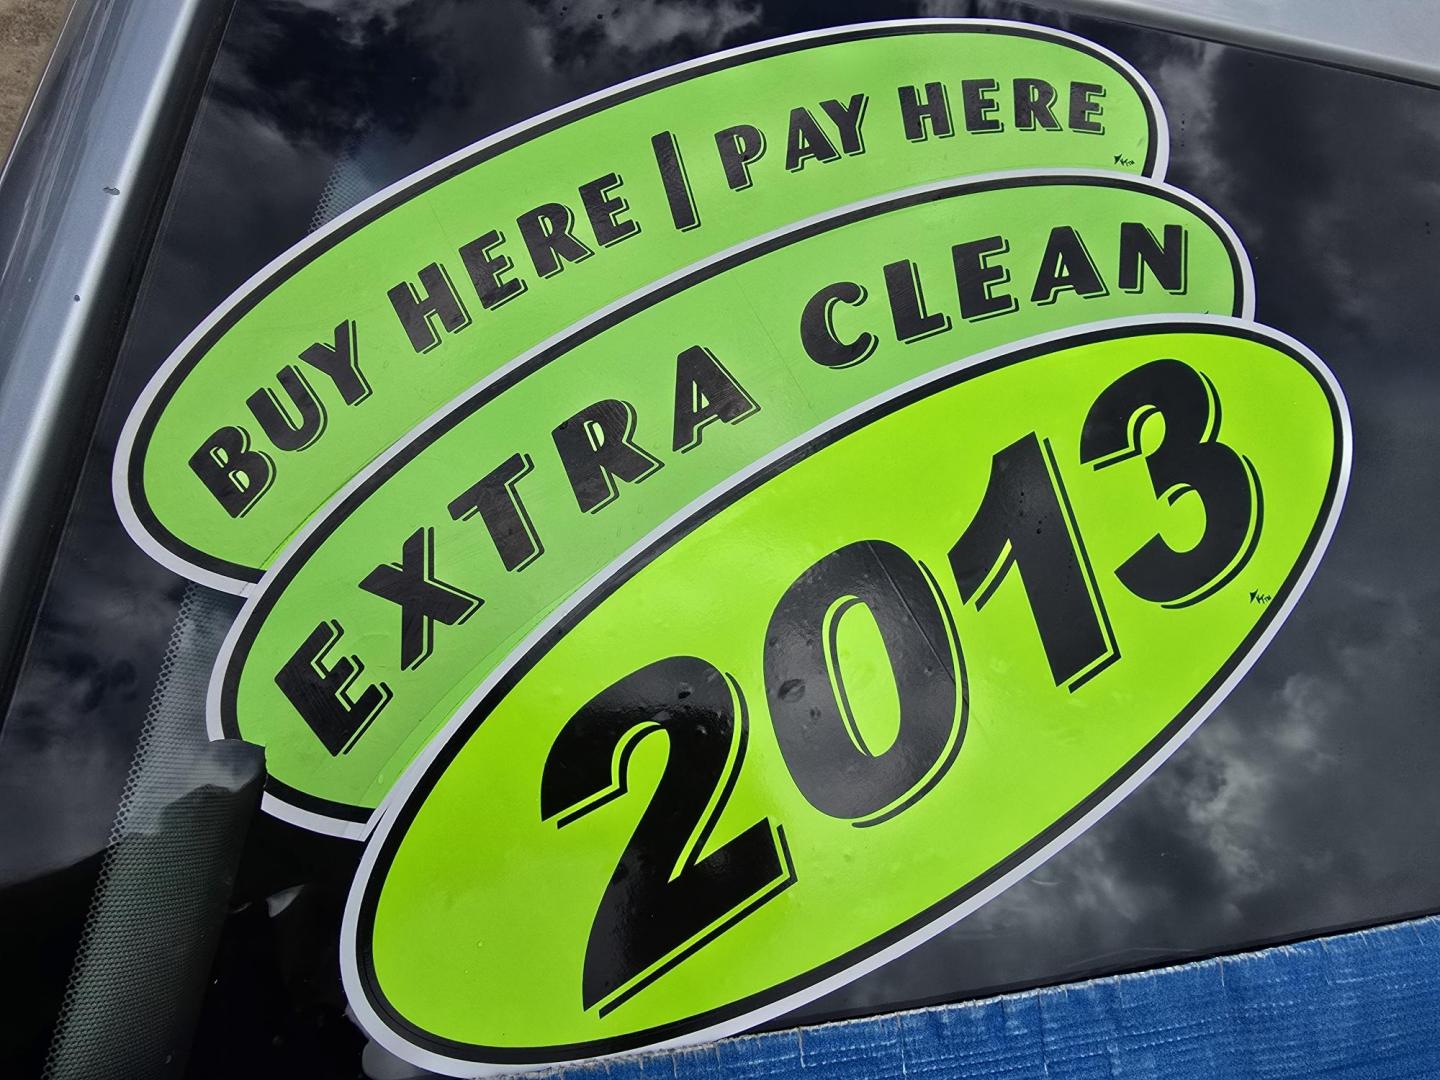 BUY HERE | PAY HERE
EXTRA CLEAN
2013